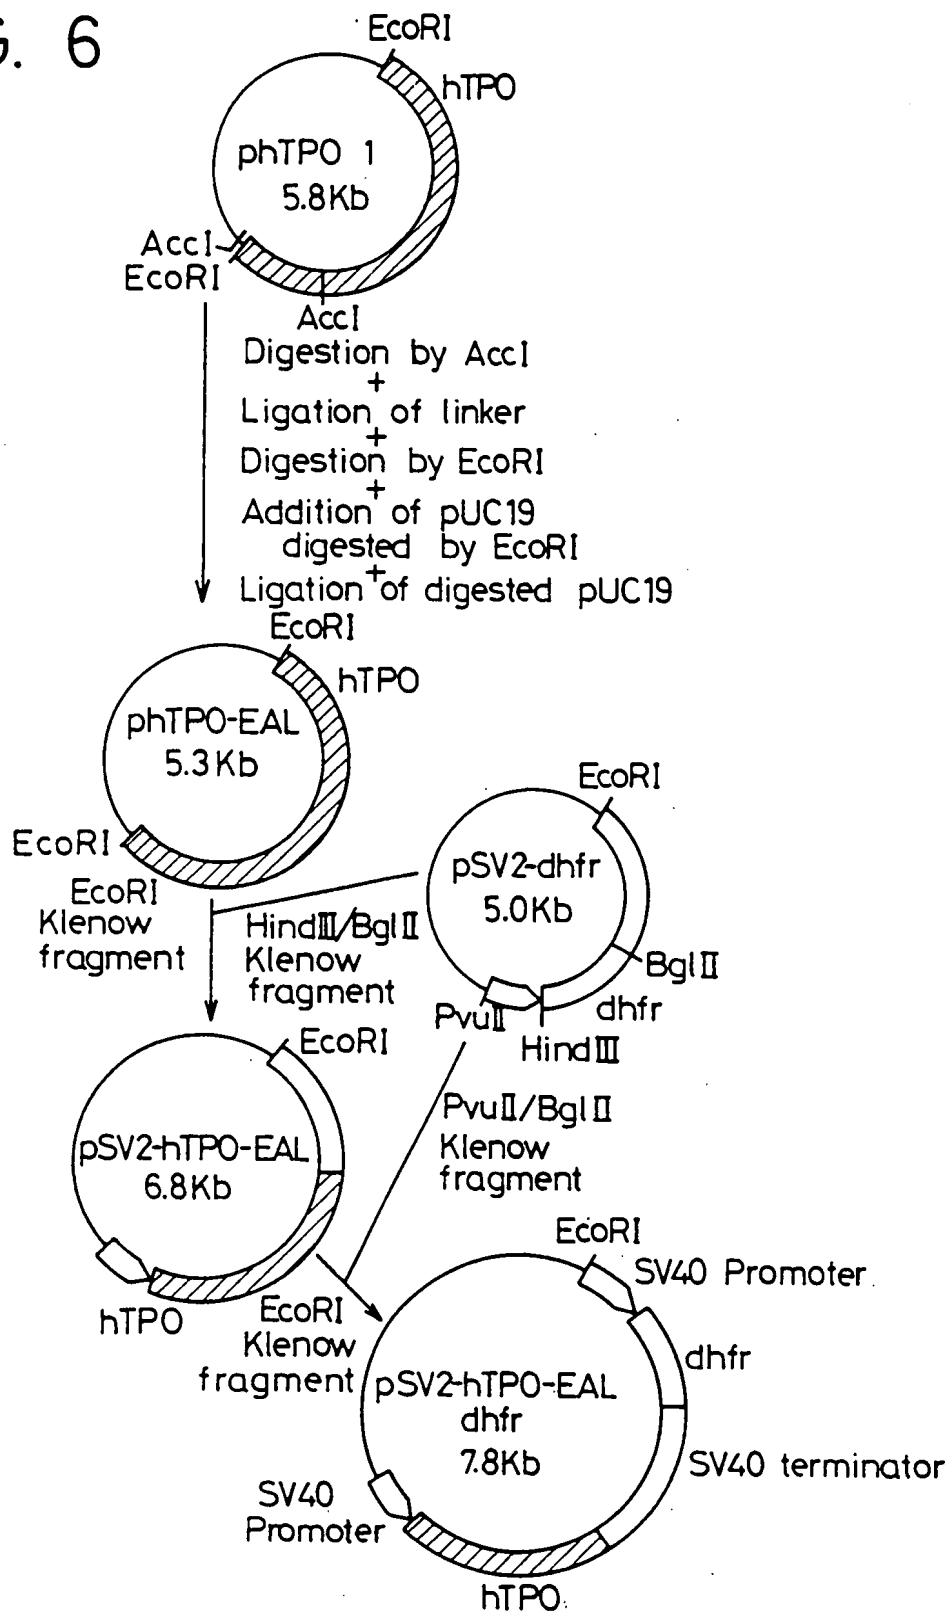 G. 6
EcoRI
hTPO
phTPO 1
5.8Kb
AccI
EcoRI
AccI
Digestion by AccI
+
Ligation of linker
+
Digestion by EcoRI
+
Addition of pUC19
digested by EcoRI
+
Ligation of digested pUC19
EcoRI
hTPO
phTPO-EAL
5.3Kb
EcoRI
EcoRI
Klenow
fragment
EcoRI
pSV2-dhfr
5.0Kb
HindⅢ/BglⅡ
Klenow
fragment
BglⅡ
dhfr
PvuⅡ
HindⅢ
EcoRI
pSV2-hTPO-EAL
6.8Kb
hTPO
PvuⅡ/BglⅡ
Klenow
fragment
EcoRI
Klenow
fragment
EcoRI
SV40 Promoter
dhfr
pSV2-hTPO-EAL
dhfr
7.8Kb
SV40 terminator
SV40
Promoter
hTPO